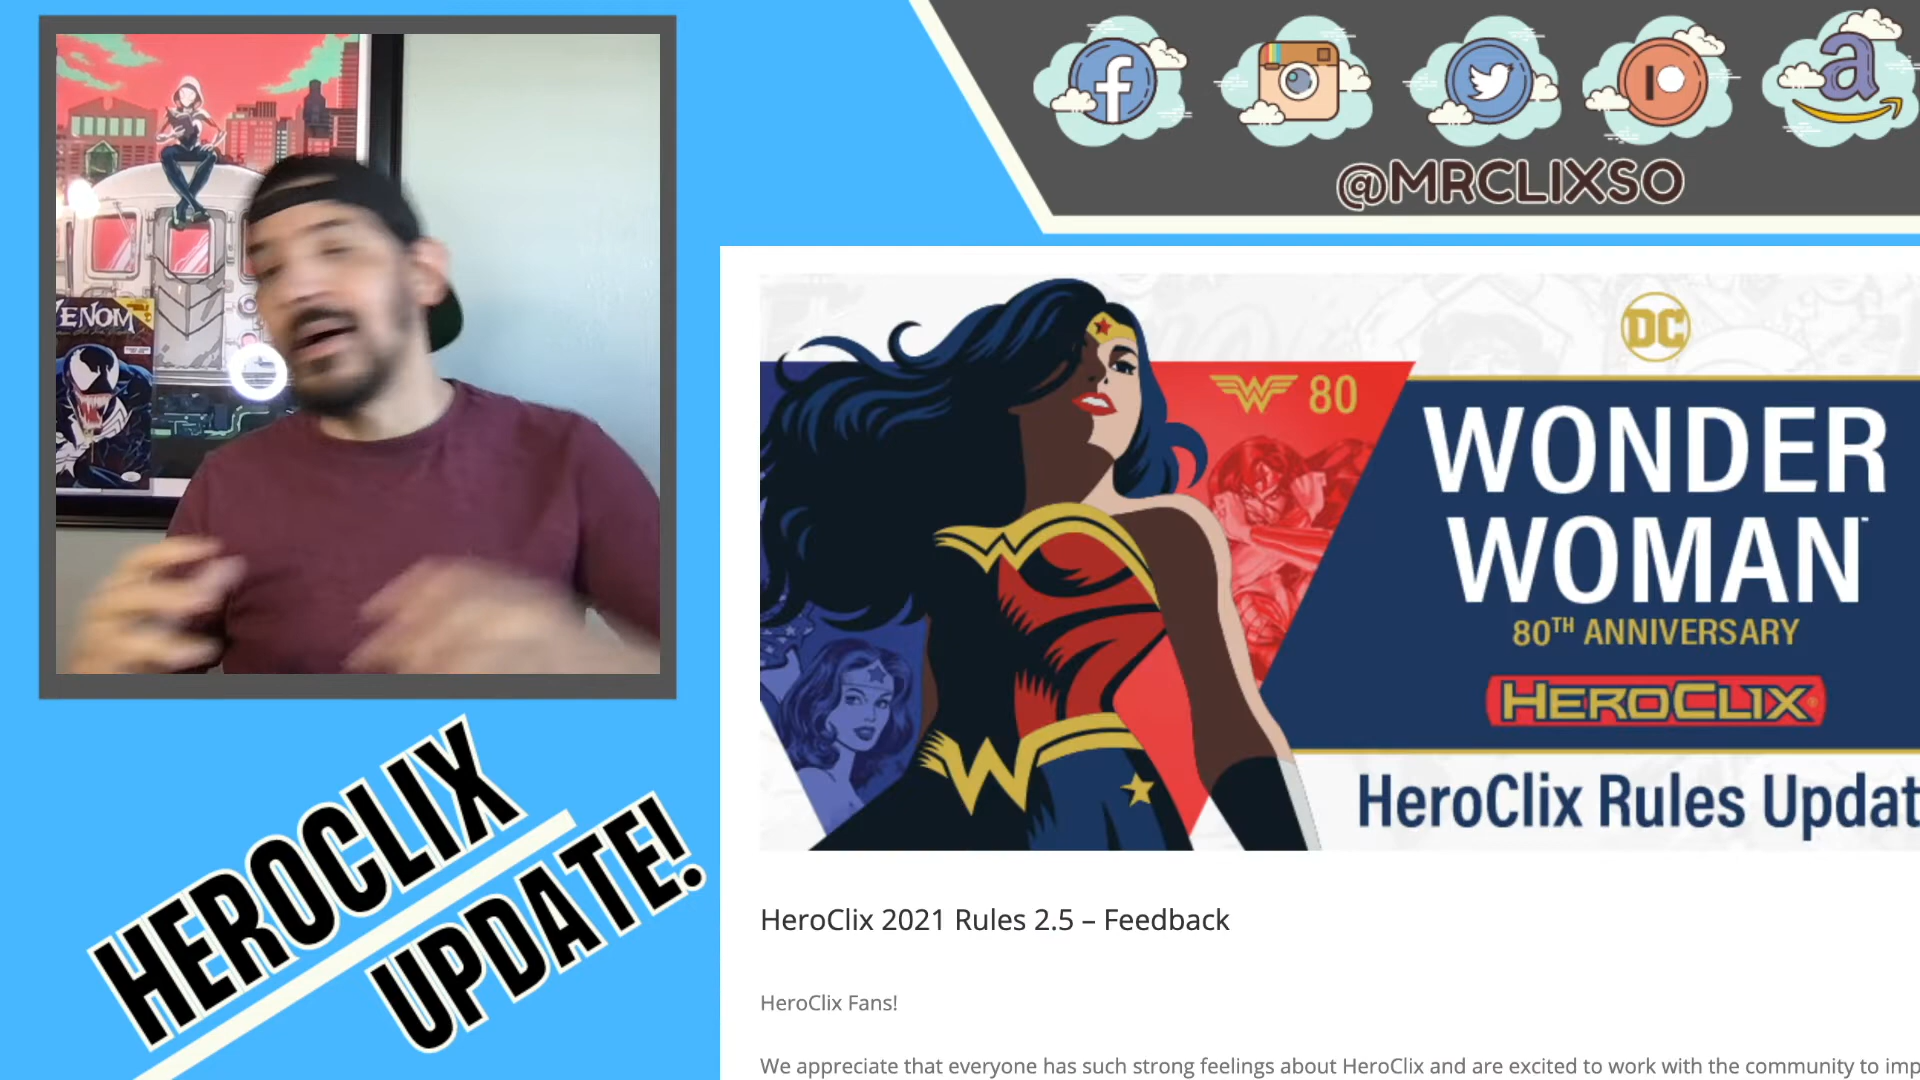 @MRCLIXSO
VENOM
DC
80
WONDER
WOMAN™
80TH ANNIVERSARY
HEROCLIX®
HeroClix Rules Updat
HEROCLIX
UPDATE!
HeroClix 2021 Rules 2.5 – Feedback
HeroClix Fans!
We appreciate that everyone has such strong feelings about HeroClix and are excited to work with the community to imp